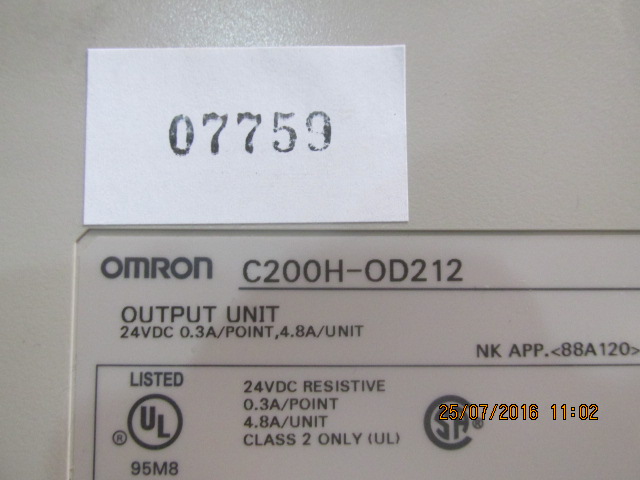 07759
OMRON C200H-OD212
OUTPUT UNIT
24VDC 0.3A/POINT,4.8A/UNIT
NK APP.<88A120>
LISTED
UL
®
95M8
24VDC RESISTIVE
0.3A/POINT
4.8A/UNIT
CLASS 2 ONLY (UL)
SA ®
25/07/2016 11:02